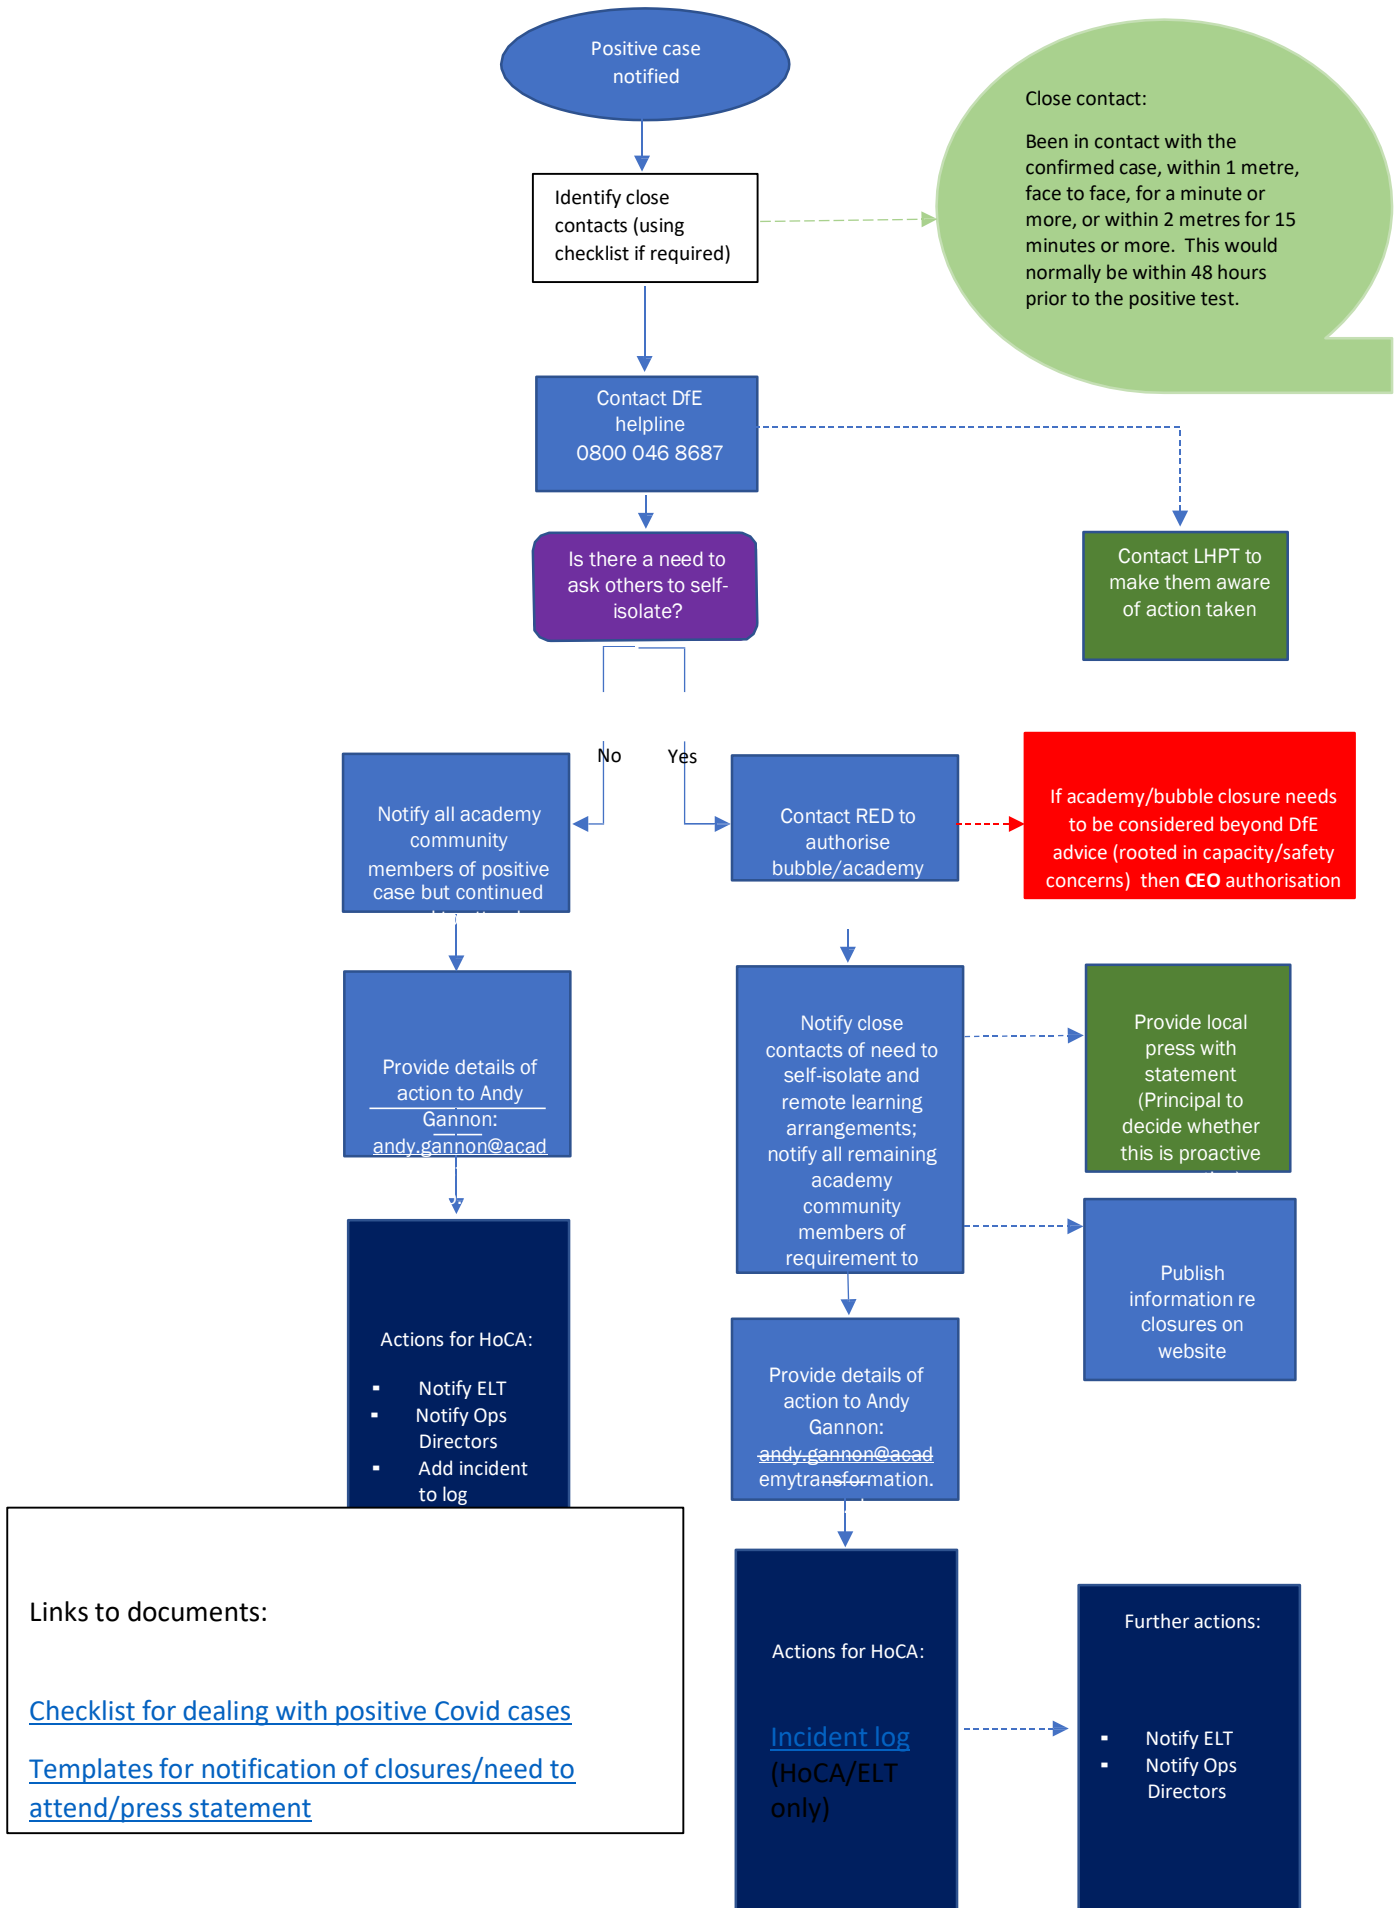 Positive case
notified
Close contact:
Been in contact with the
confirmed case, within 1 metre,
face to face, for a minute or
more, or within 2 metres for 15
minutes or more.  This would
normally be within 48 hours
prior to the positive test.
Identify close
contacts (using
checklist if required)
Contact DfE
helpline
0800 046 8687
Is there a need to
ask others to self-
isolate?
Contact LHPT to
make them aware
of action taken
No
Yes
Notify all academy
community
members of positive
case but continued
Contact RED to
authorise
bubble/academy
If academy/bubble closure needs
to be considered beyond DfE
advice (rooted in capacity/safety
concerns)  then CEO authorisation
Provide details of
action to Andy
Gannon:
andy.gannon@acad
Notify close
contacts of need to
self-isolate and
remote learning
arrangements;
notify all remaining
academy
community
members of
requirement to
Provide local
press with
statement
(Principal to
decide whether
this is proactive
Publish
information re
closures on
website
Actions for HoCA:
▪ Notify ELT
▪ Notify Ops
Directors
▪ Add incident
to log
Provide details of
action to Andy
Gannon:
andy.gannon@acad
emytransformation.
Links to documents:
Checklist for dealing with positive Covid cases
Templates for notification of closures/need to
attend/press statement
Actions for HoCA:
Incident log
(HoCA/ELT
only)
Further actions:
▪ Notify ELT
▪ Notify Ops
Directors